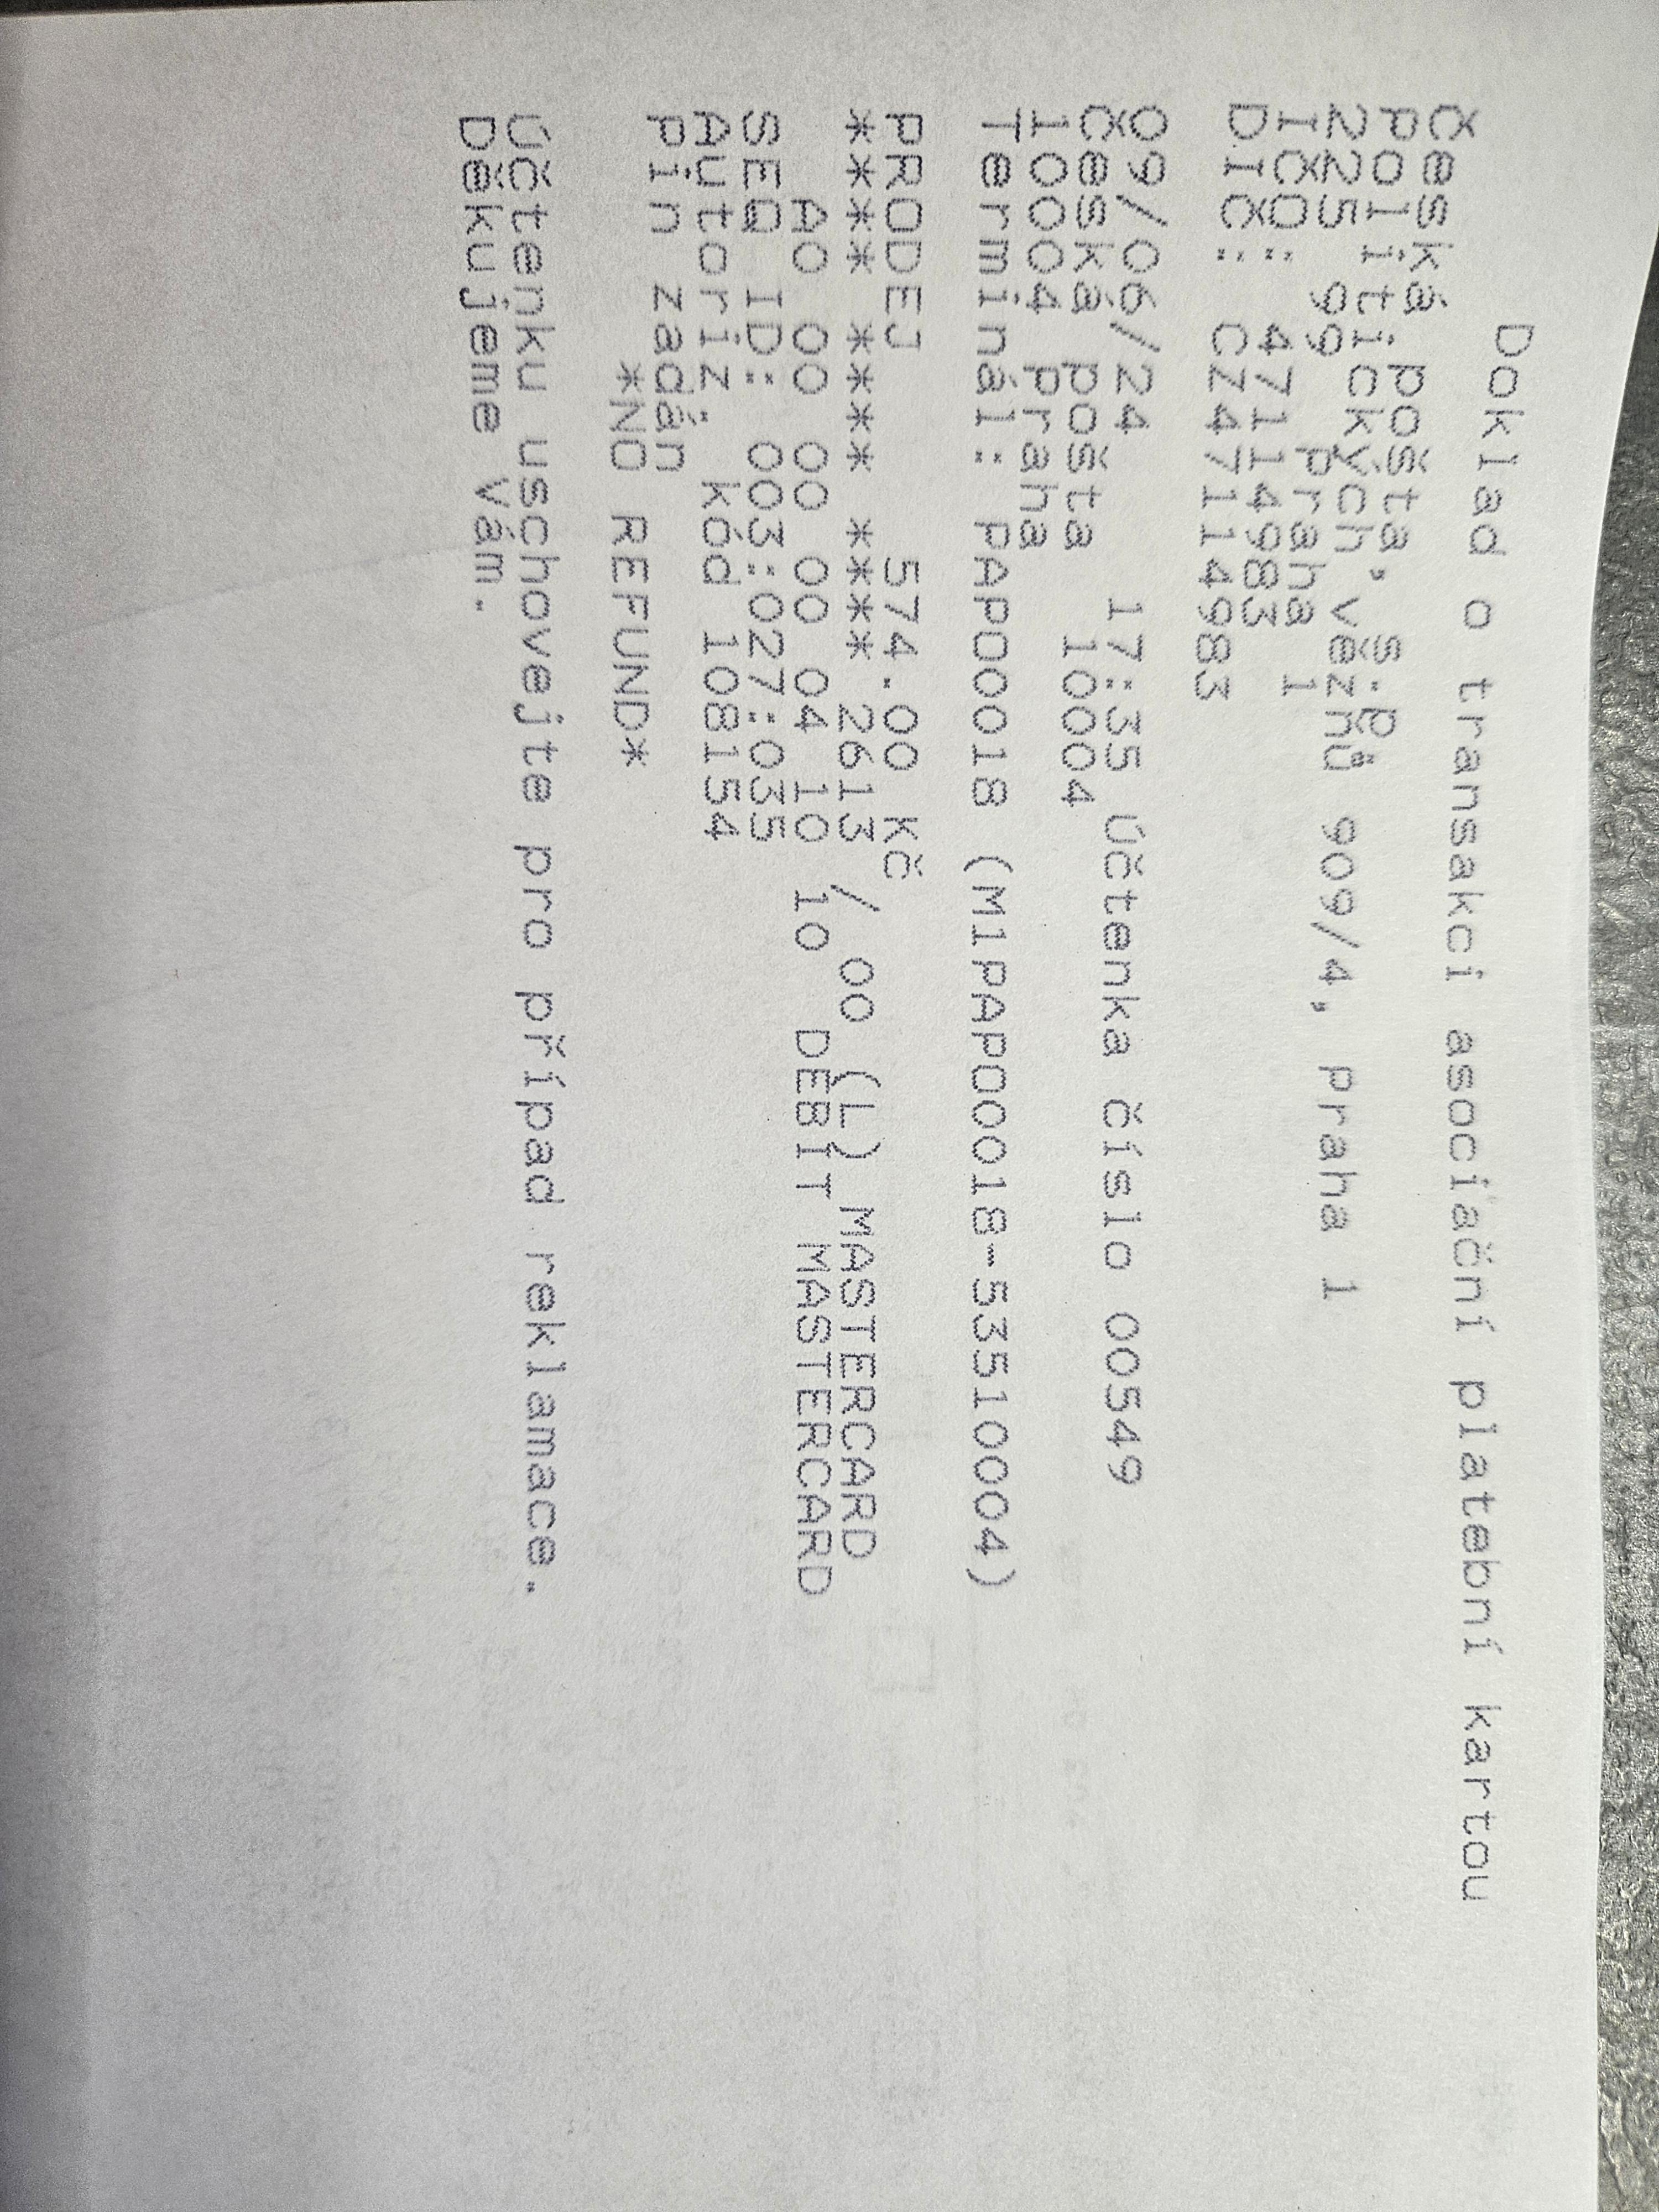 Doklad o transakci asociační platební kartou
Česká pošta, s.p.
Politických vězňů 909/4, Praha 1
225 99 Praha 1
IČO: 47114983
DIČ: CZ47114983
09/06/24 17:35 Účtenka číslo 00549
Česká pošta 10004
10004 Praha
Terminál: PAP00018 (M1PAP00018-53510004)
PRODEJ 574.00 Kč
**** **** **** 2613 / 00 (L) MASTERCARD
A0 00 00 00 04 10 10 DEBIT MASTERCARD
SEQ ID: 003:027:035
Autoriz. kód 108154
Pin zadán
*NO REFUND*
Účtenku uschovejte pro případ reklamace.
Děkujeme vám.